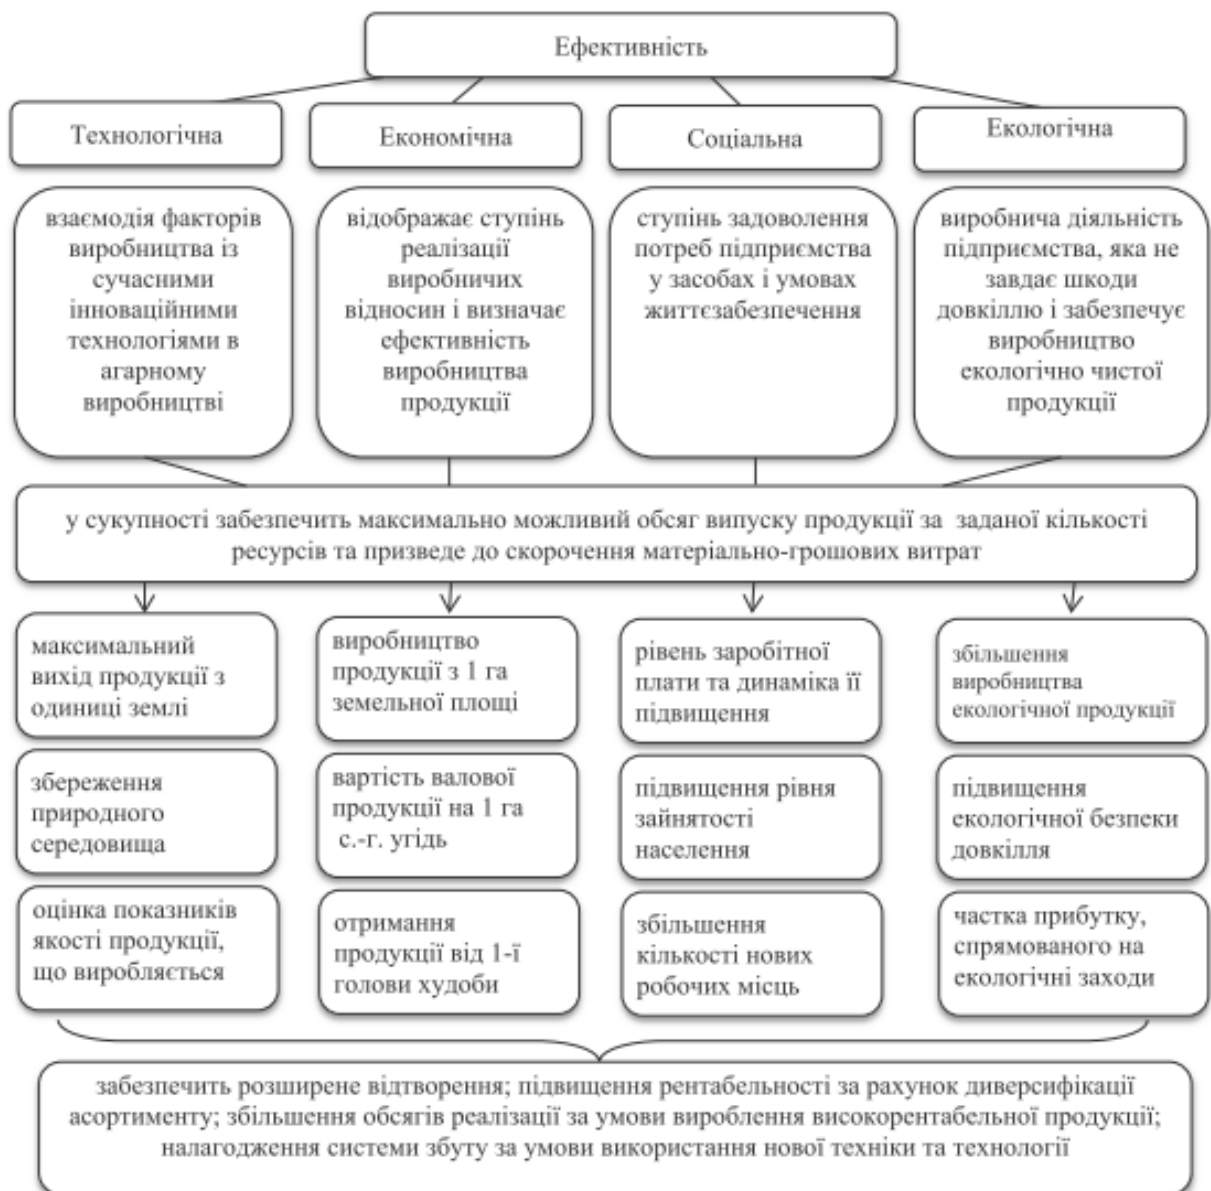 Ефективність
Технологічна
Економічна
Соціальна
Екологічна
взаємодія факторів
виробництва із
сучасними
інноваційними
технологіями в
агарному
виробництві
відображає ступінь
реалізації
виробничих
відносин і визначає
ефективність
виробництва
продукції
ступінь задоволення
потреб підприємства
у засобах і умовах
життєзабезпечення
виробнича діяльність
підприємства, яка не
завдає шкоди
довкіллю і забезпечує
виробництво
екологічно чистої
продукції
у сукупності забезпечить максимально можливий обсяг випуску продукції за заданої кількості
ресурсів та призведе до скорочення матеріально-грошових витрат
максимальний
вихід продукції з
одиниці землі
виробництво
продукції з 1 га
земельної площі
рівень заробітної
плати та динаміка її
підвищення
збільшення
виробництва
екологічної продукції
збереження
природного
середовища
вартість валової
продукції на 1 га
с.-г. угідь
підвищення рівня
зайнятості
населення
підвищення
екологічної безпеки
довкілля
оцінка показників
якості продукції,
що виробляється
отримання
продукції від 1-ї
голови худоби
збільшення
кількості нових
робочих місць
частка прибутку,
спрямованого на
екологічні заходи
забезпечить розширене відтворення; підвищення рентабельності за рахунок диверсифікації
асортименту; збільшення обсягів реалізації за умови вироблення високорентабельної продукції;
налагодження системи збуту за умови використання нової техніки та технології